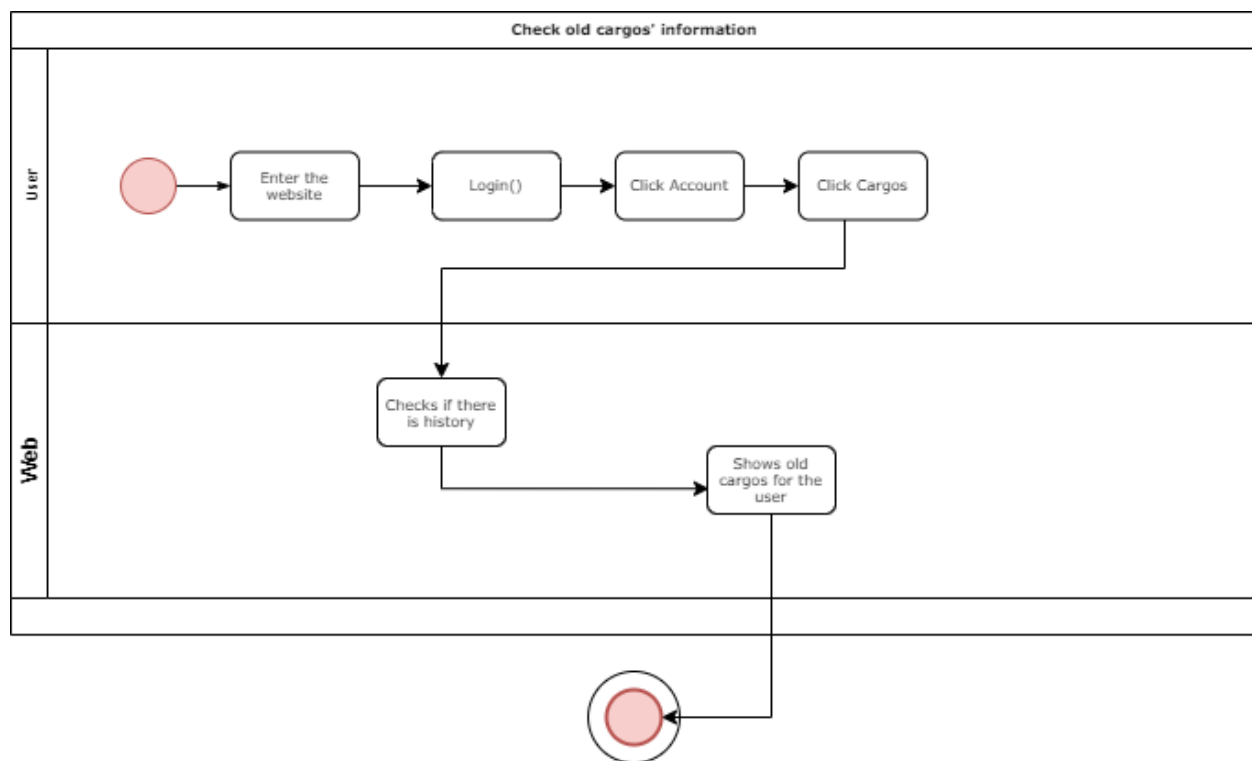 Check old cargos' information
User
Enter the
website
Login()
Click Account
Click Cargos
Web
Checks if there
is history
Shows old
cargos for the
user